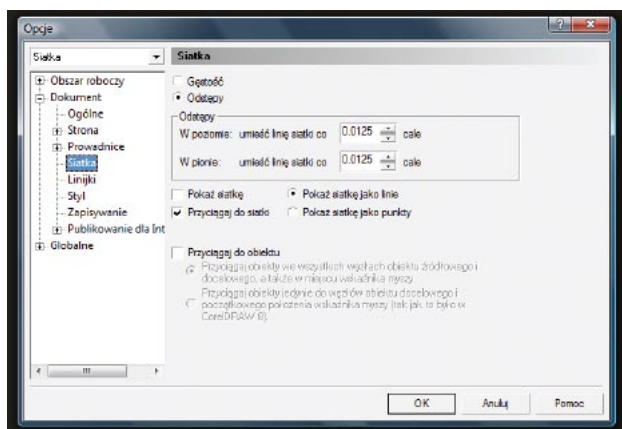 Opcje
Siatka
Siatka
Obszar roboczy
Dokument
Ogólne
Strona
Prowadnice
Siatka
Linijki
Styl
Zapisywanie
Publikowanie dla Int
Globalne
Gęstość
Odstępy
Odstępy
W poziomie: umieść linię siatki co 0.0125 cale
W pionie: umieść linię siatki co 0.0125 cale
Pokaż siatkę
Pokaż siatkę jako linie
Przyciągaj do siatki
Pokaż siatkę jako punkty
Przyciągaj do obiektu
Przyciągaj obiekty we wszystkich węzłach obiektu źródłowego i
docelowego, a także w miejscu wskaźnika myszy
Przyciągaj obiekty jedynie do węzłów obiektu docelowego i
początkowego położenia wskaźnika myszy (tak jak to było w
CorelDRAW 8).
OK
Anuluj
Pomoc